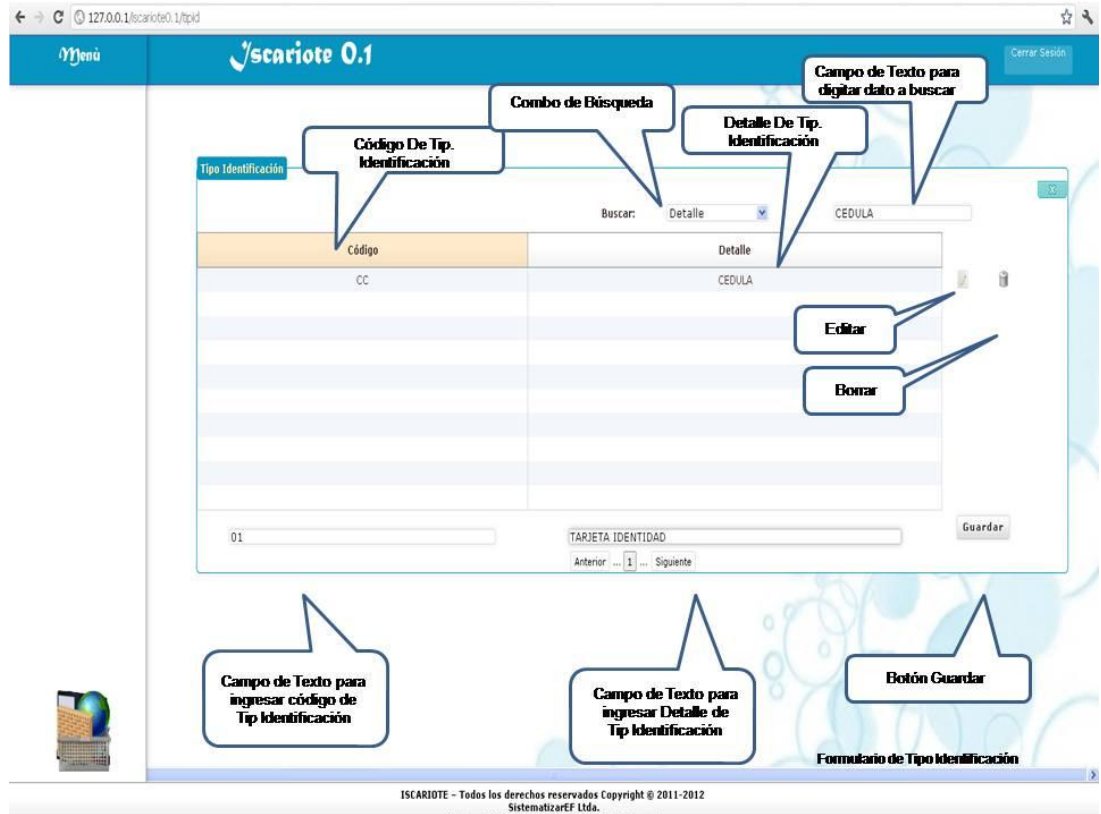 127.0.0.1/iscariote0.1/tpid
Menù
Iscariote 0.1
Cerrar Sesión
Campo de Texto para
digitar dato a buscar
Combo de Búsqueda
Detalle De Tip.
Identificación
Código De Tip.
Identificación
Tipo Identificación
Buscar:
Detalle
CEDULA
Código
Detalle
CC
CEDULA
Editar
Borrar
01
TARJETA IDENTIDAD
Guardar
Anterior ... 1 ... Siguiente
Campo de Texto para
ingresar código de
Tip Identificación
Campo de Texto para
ingresar Detalle de
Tip Identificación
Botón Guardar
Formulario de Tipo Identificación
ISCARIOTE - Todos los derechos reservados Copyright © 2011-2012
SistematizarEF Ltda.